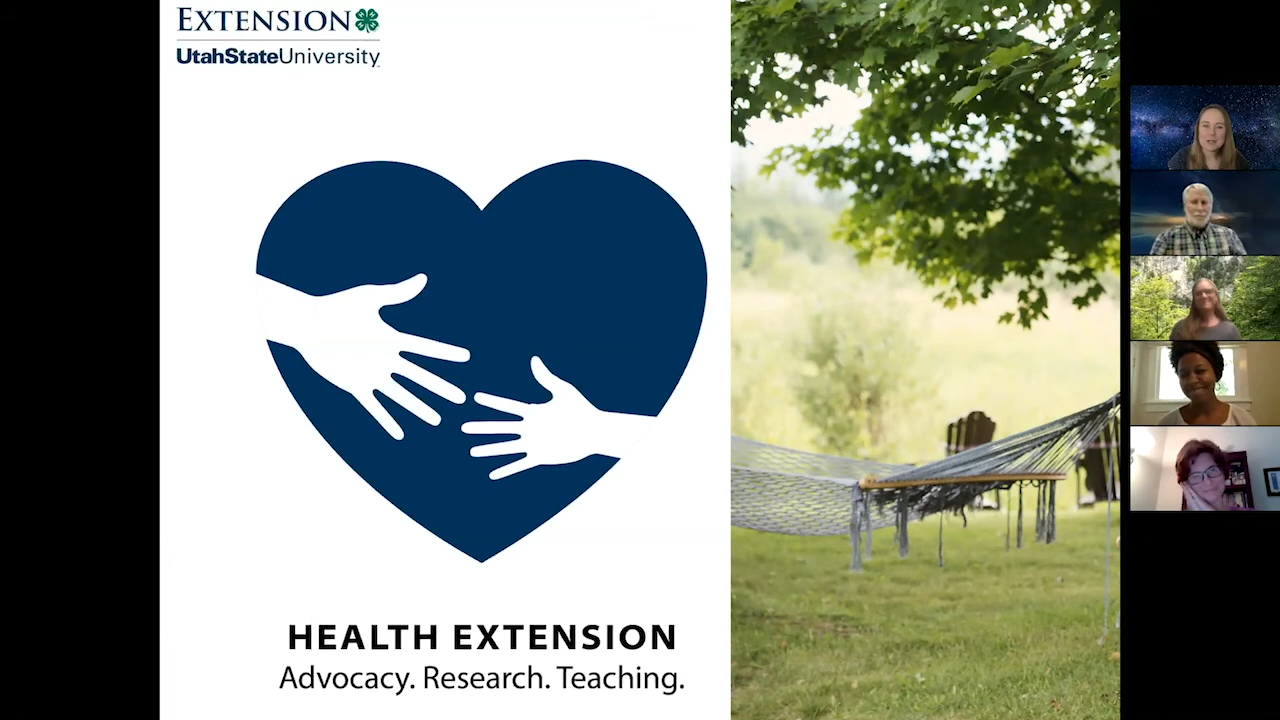 EXTENSION
UtahStateUniversity
HEALTH EXTENSION
Advocacy. Research. Teaching.